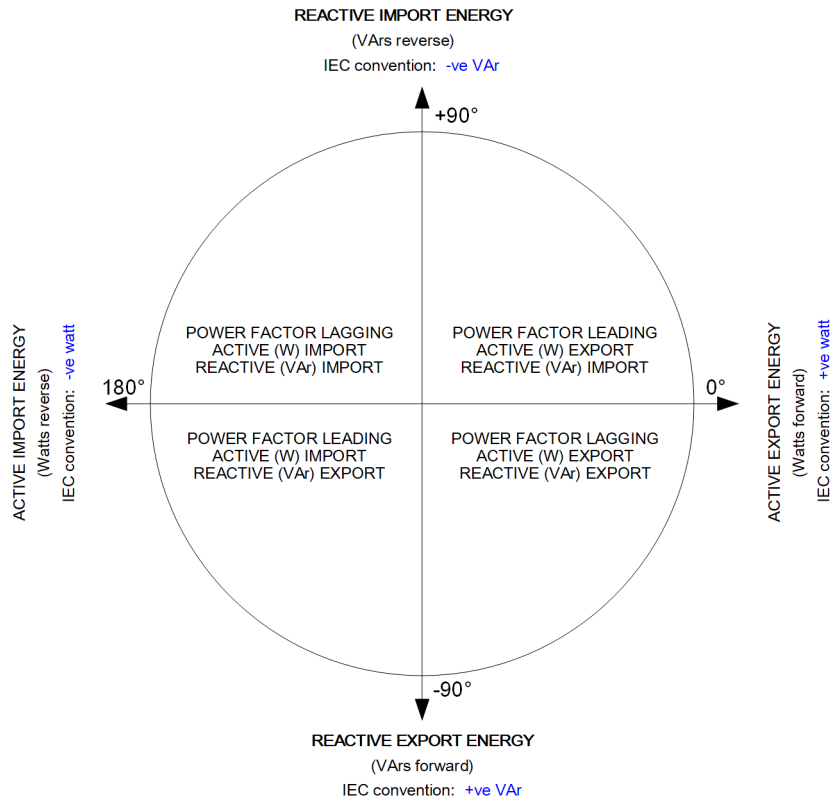 REACTIVE IMPORT ENERGY
(VArs reverse)
IEC convention: -ve VAr
+90°
POWER FACTOR LAGGING
ACTIVE (W) IMPORT
REACTIVE (VAr) IMPORT
POWER FACTOR LEADING
ACTIVE (W) EXPORT
REACTIVE (VAr) IMPORT
ACTIVE IMPORT ENERGY
(Watts reverse)
IEC convention: -ve watt
180°
0°
ACTIVE EXPORT ENERGY
(Watts forward)
IEC convention: +ve watt
POWER FACTOR LEADING
ACTIVE (W) IMPORT
REACTIVE (VAr) EXPORT
POWER FACTOR LAGGING
ACTIVE (W) EXPORT
REACTIVE (VAr) EXPORT
-90°
REACTIVE EXPORT ENERGY
(VArs forward)
IEC convention: +ve VAr